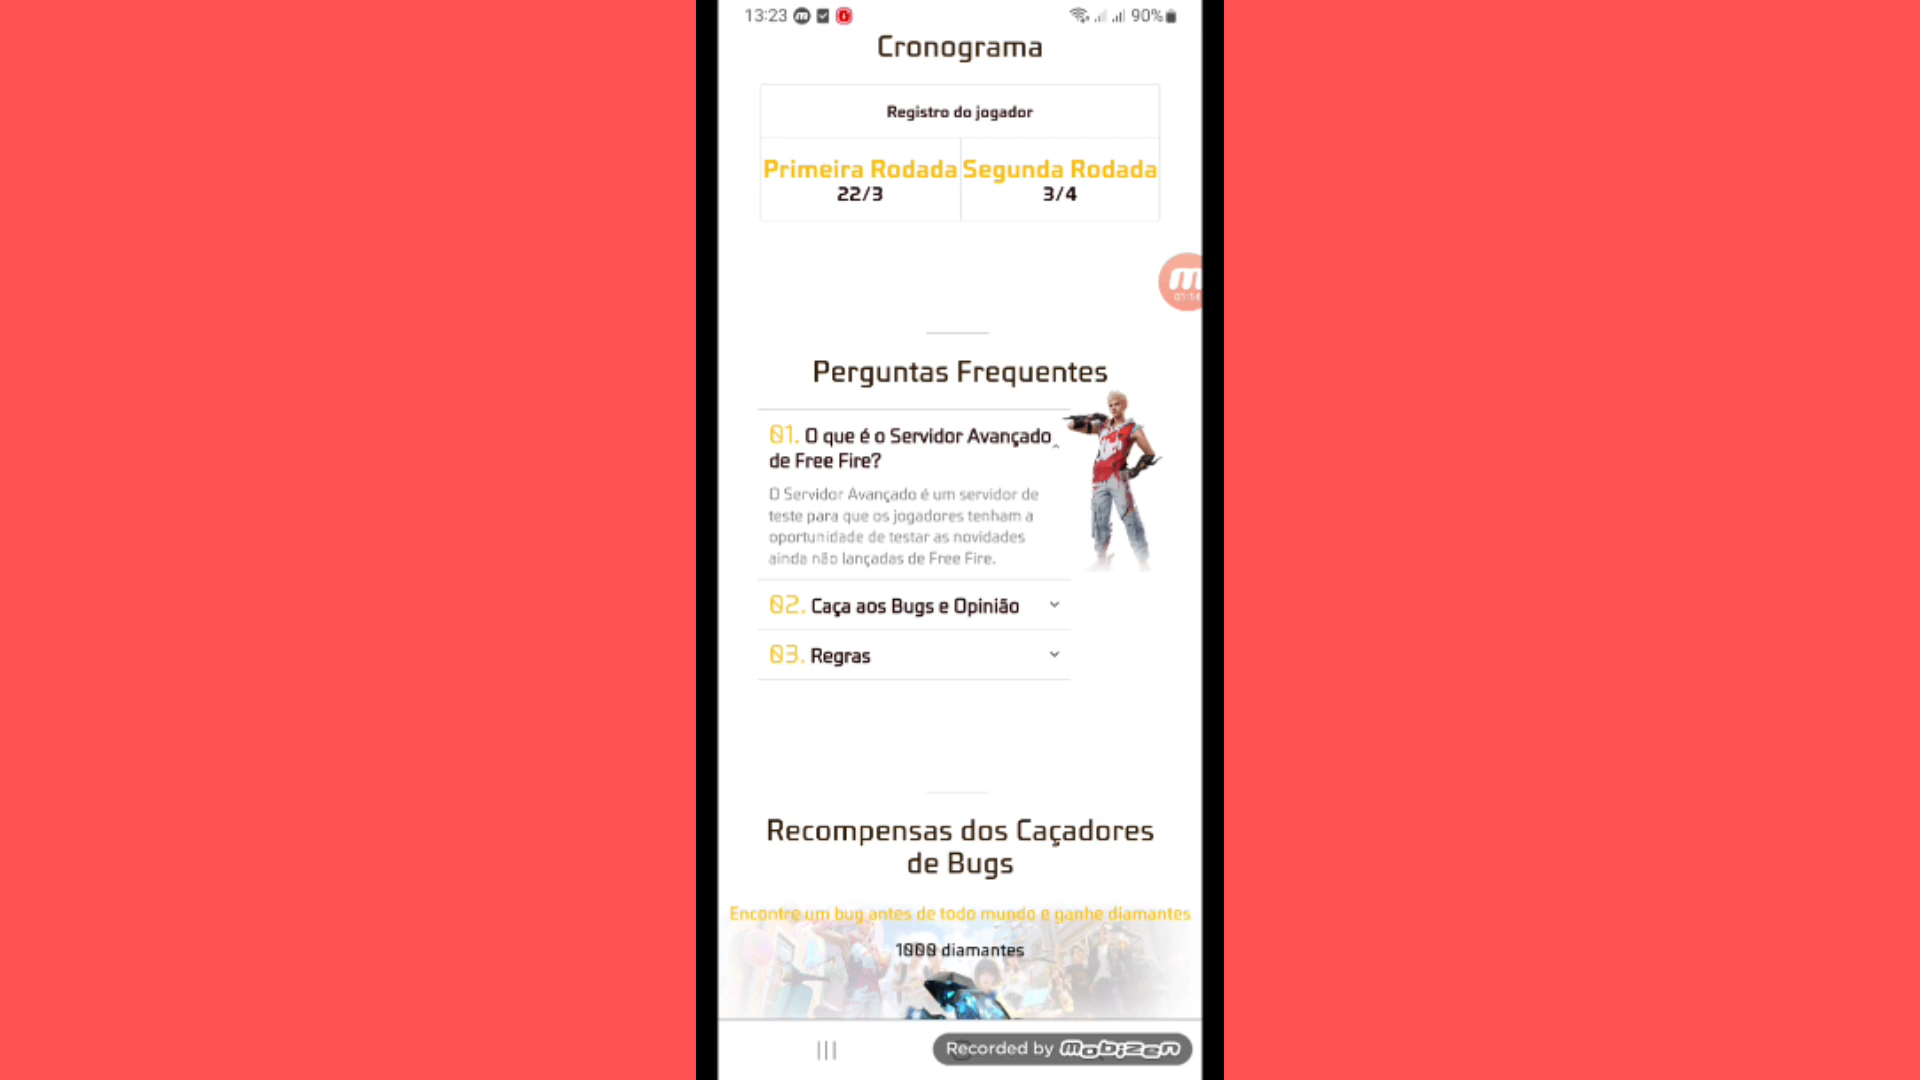 13:23 90%
Cronograma
Registro do jogador
Primeira Rodada Segunda Rodada
22/3 3/4
m
01:14
Perguntas Frequentes
01. O que é o Servidor Avançado
de Free Fire?
O Servidor Avançado é um servidor de
teste para que os jogadores tenham a
oportunidade de testar as novidades
ainda não lançadas de Free Fire.
02. Caça aos Bugs e Opinião
03. Regras
Recompensas dos Caçadores
de Bugs
Encontre um bug antes de todo mundo e ganhe diamantes
1000 diamantes
Recorded by mobizen